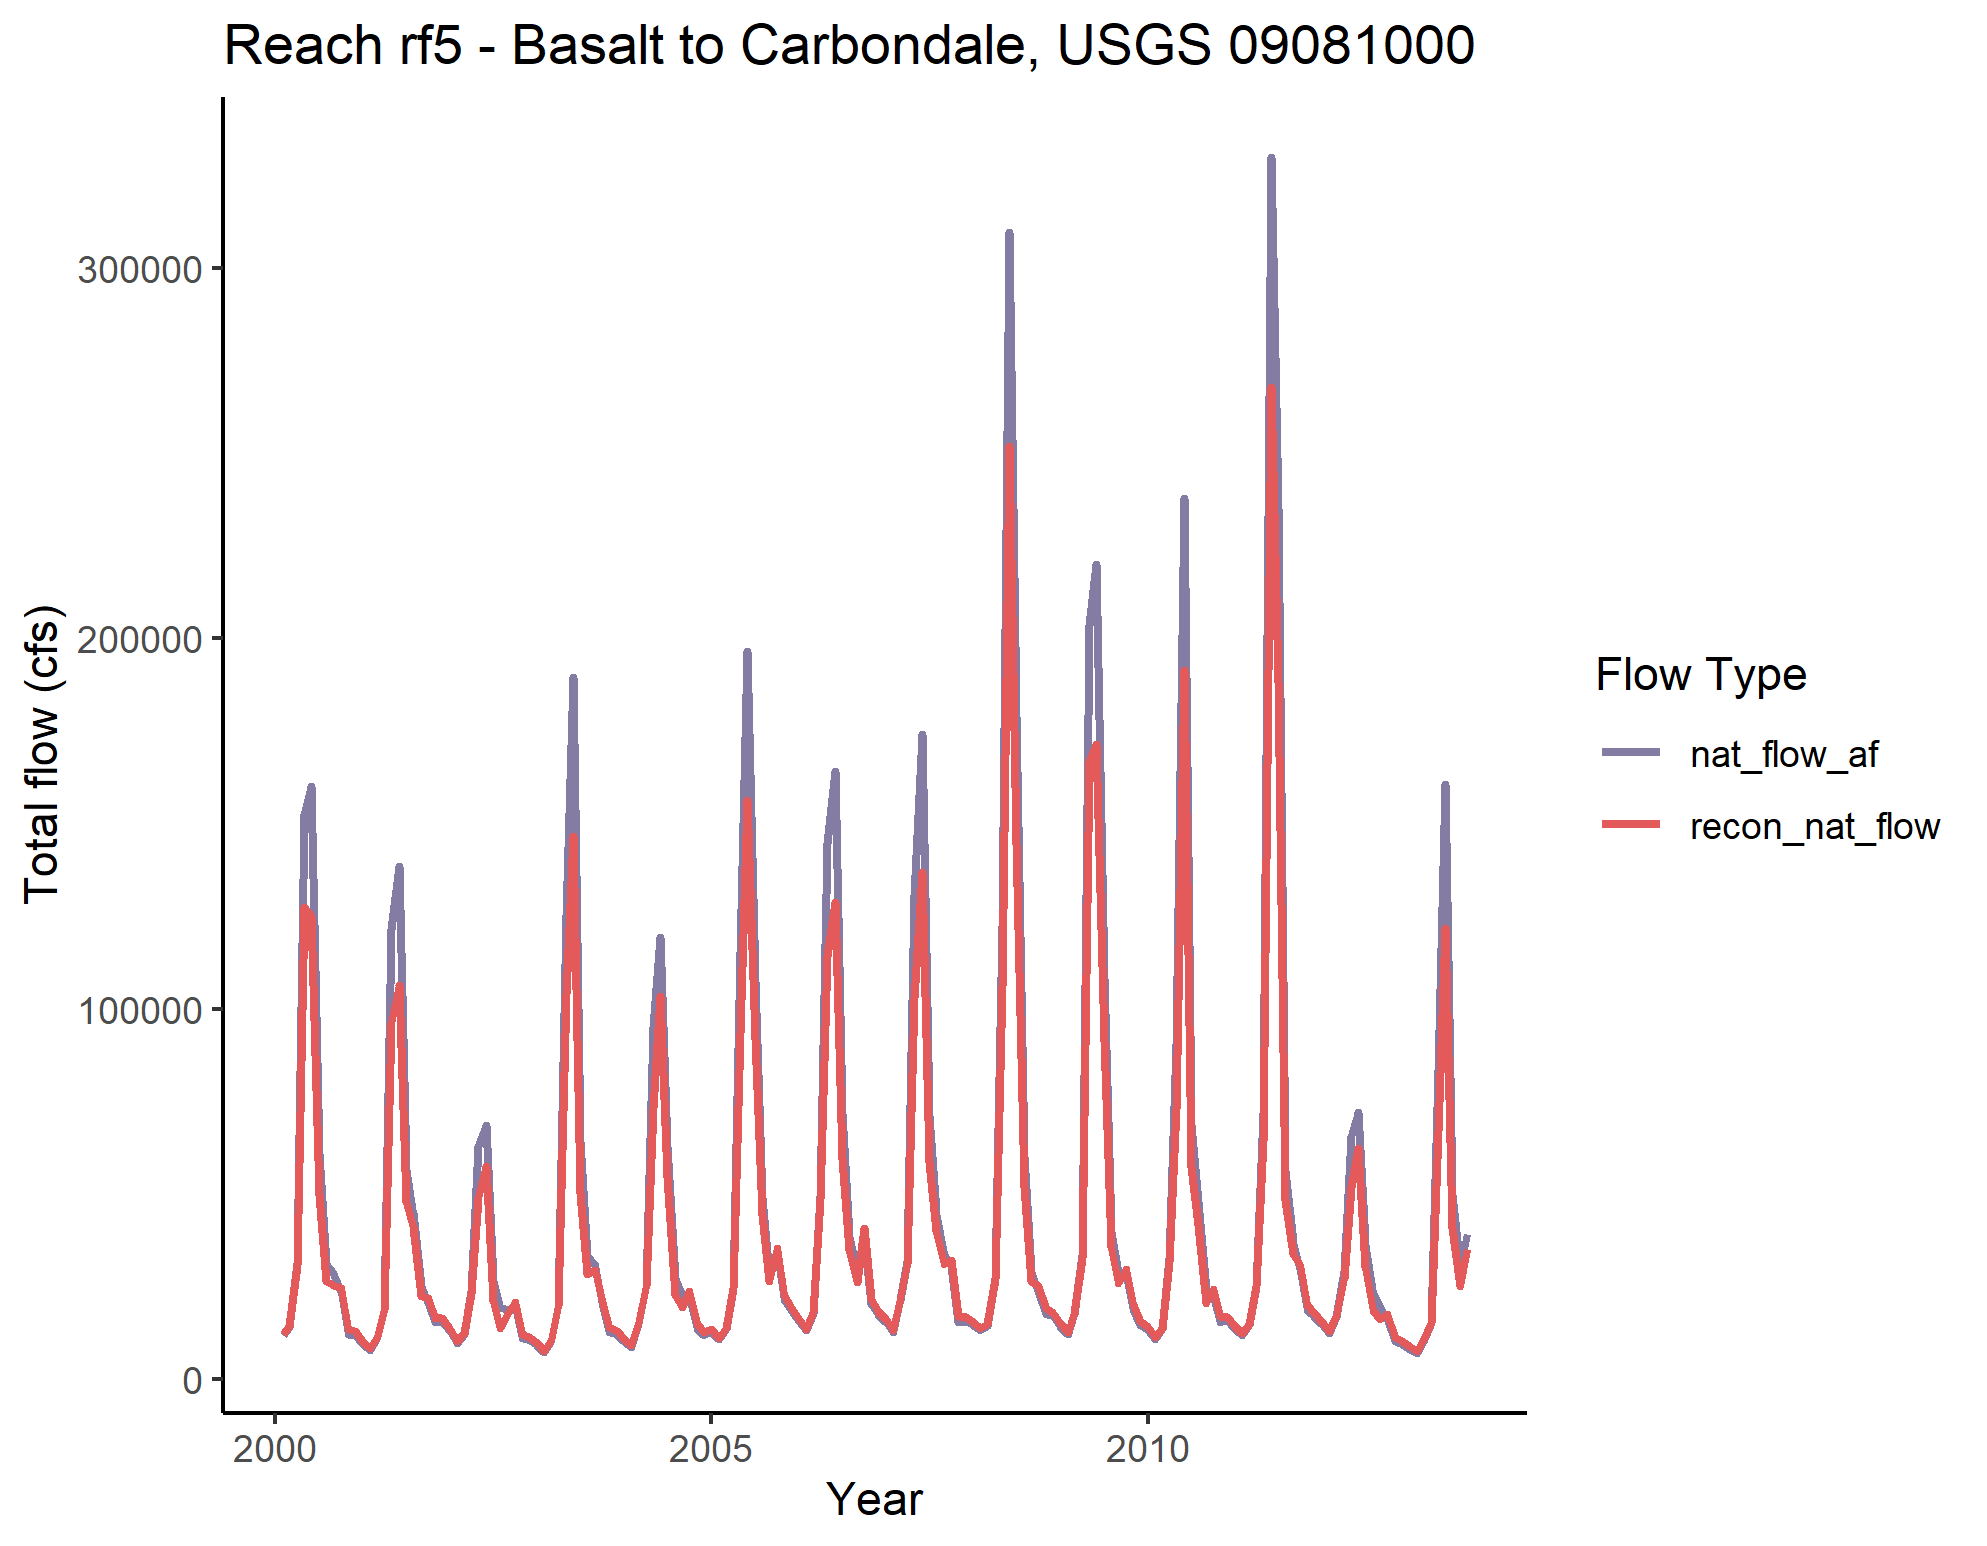 Reach rf5 - Basalt to Carbondale, USGS 09081000
Total flow (cfs)
300000
200000
100000
0
2000
2005
2010
Year
Flow Type
nat_flow_af
recon_nat_flow